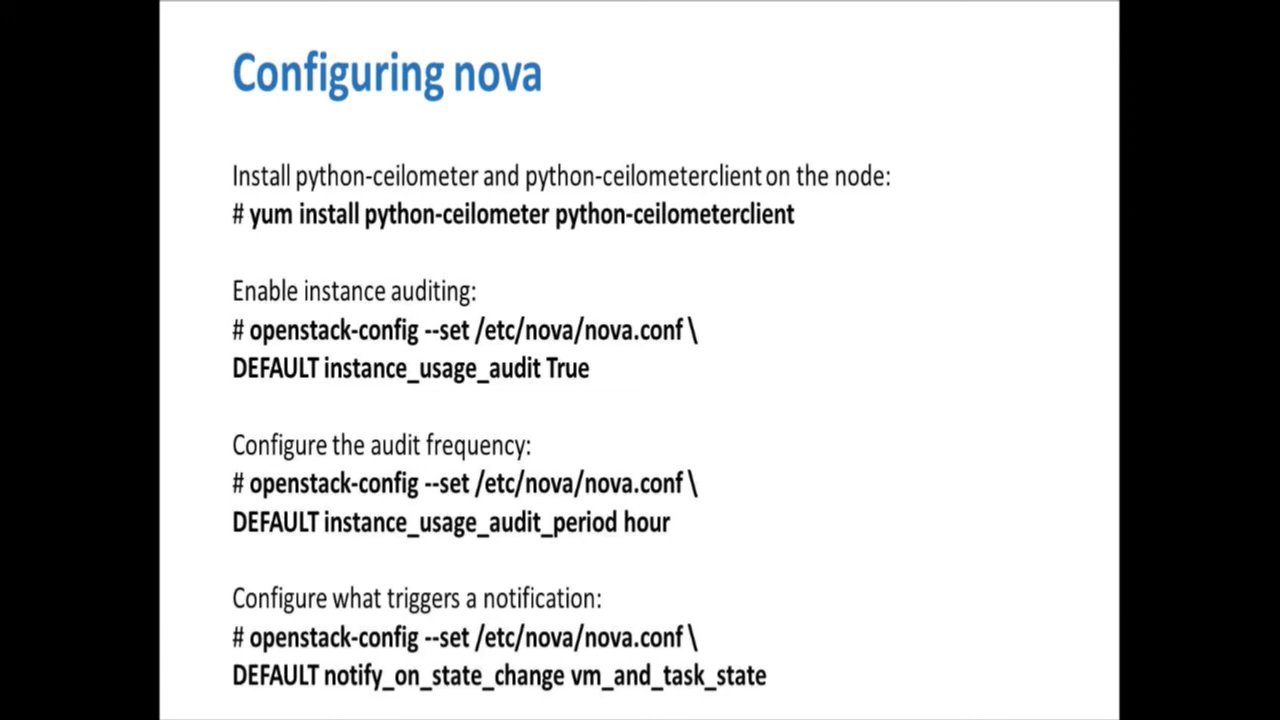 Configuring nova
Install python-ceilometer and python-ceilometerclient on the node:
# yum install python-ceilometer python-ceilometerclient
Enable instance auditing:
# openstack-config --set /etc/nova/nova.conf \
DEFAULT instance_usage_audit True
Configure the audit frequency:
# openstack-config --set /etc/nova/nova.conf \
DEFAULT instance_usage_audit_period hour
Configure what triggers a notification:
# openstack-config --set /etc/nova/nova.conf \
DEFAULT notify_on_state_change vm_and_task_state